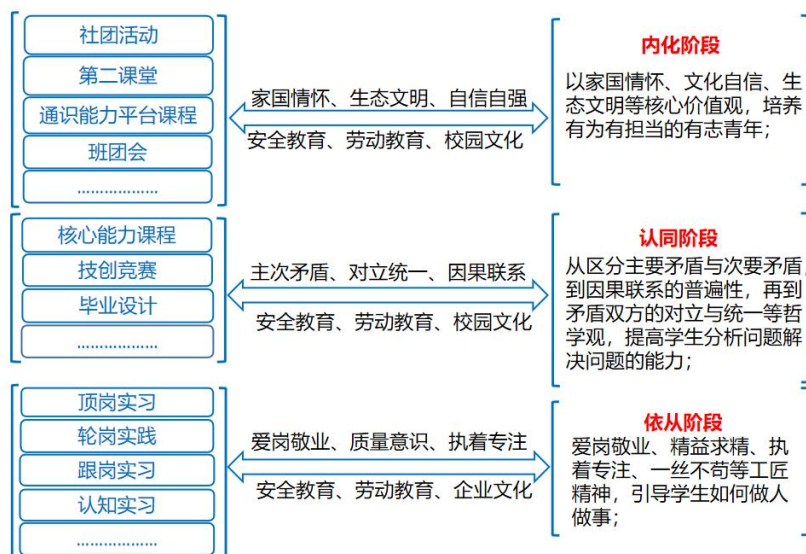 社团活动
第二课堂
通识能力平台课程
班团会
………………
家国情怀、生态文明、自信自强
安全教育、劳动教育、校园文化
内化阶段
以家国情怀、文化自信、生
态文明等核心价值观，培养
有为有担当的有志青年；
核心能力课程
技创竞赛
毕业设计
………………
主次矛盾、对立统一、因果联系
安全教育、劳动教育、校园文化
认同阶段
从区分主要矛盾与次要矛盾，
到因果联系的普遍性，再到
矛盾双方的对立与统一等哲
学观，提高学生分析问题解
决问题的能力；
顶岗实习
轮岗实践
跟岗实习
认知实习
………………
爱岗敬业、质量意识、执着专注
安全教育、劳动教育、企业文化
依从阶段
爱岗敬业、精益求精、执
着专注、一丝不苟等工匠
精神，引导学生如何做人
做事；